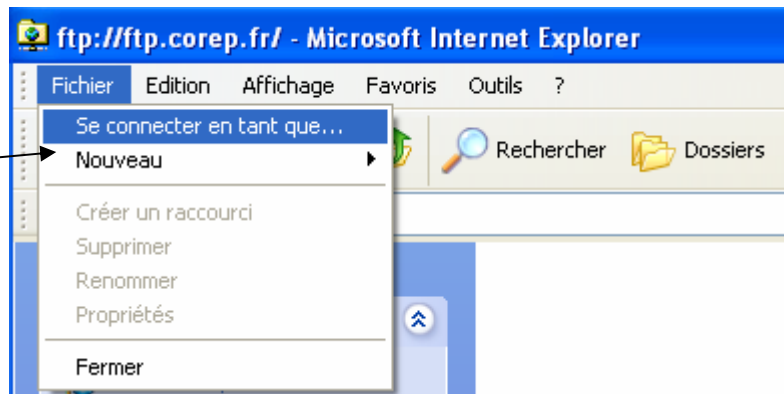 ftp://ftp.corep.fr/ - Microsoft Internet Explorer
Fichier Edition Affichage Favoris Outils ?
Se connecter en tant que...
Nouveau
Rechercher Dossiers
Créer un raccourci
Supprimer
Renommer
Propriétés
Fermer